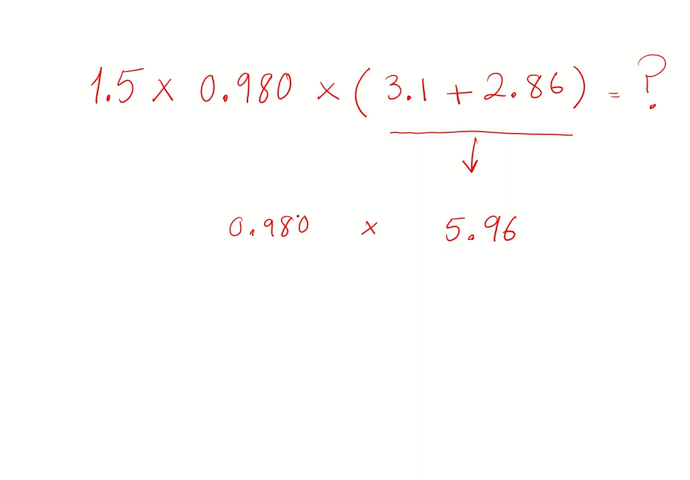 1.5 × 0.980 × (3.1 + 2.86) = ?
0.980 × 5.96